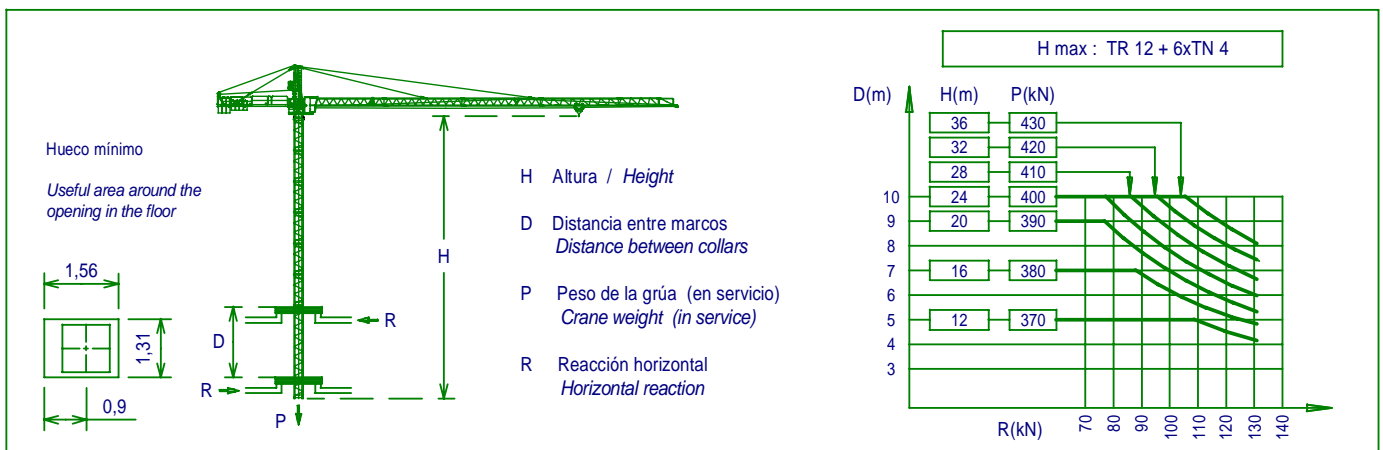 Hueco mínimo
Useful area around the
opening in the floor
1,56
1,31
0,9
H
D
R
R
P
H Altura / Height
D Distancia entre marcos
Distance between collars
P Peso de la grúa (en servicio)
Crane weight (in service)
R Reacción horizontal
Horizontal reaction
H max : TR 12 + 6xTN 4
D(m) H(m) P(kN)
36 430
32 420
28 410
10 24 400
9 20 390
8
7 16 380
6
5 12 370
4
3
R(kN) 70 80 90 100 110 120 130 140